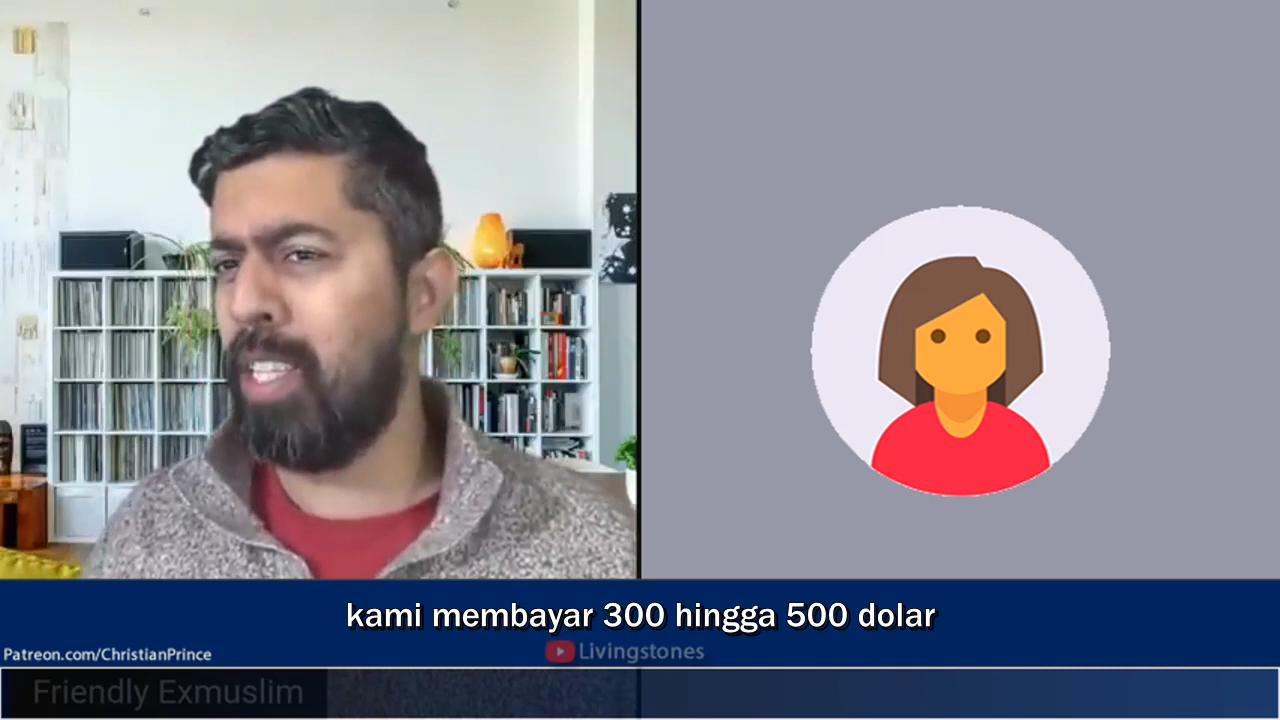 kami membayar 300 hingga 500 dolar
Patreon.com/ChristianPrince
Livingstones
Friendly Exmuslim